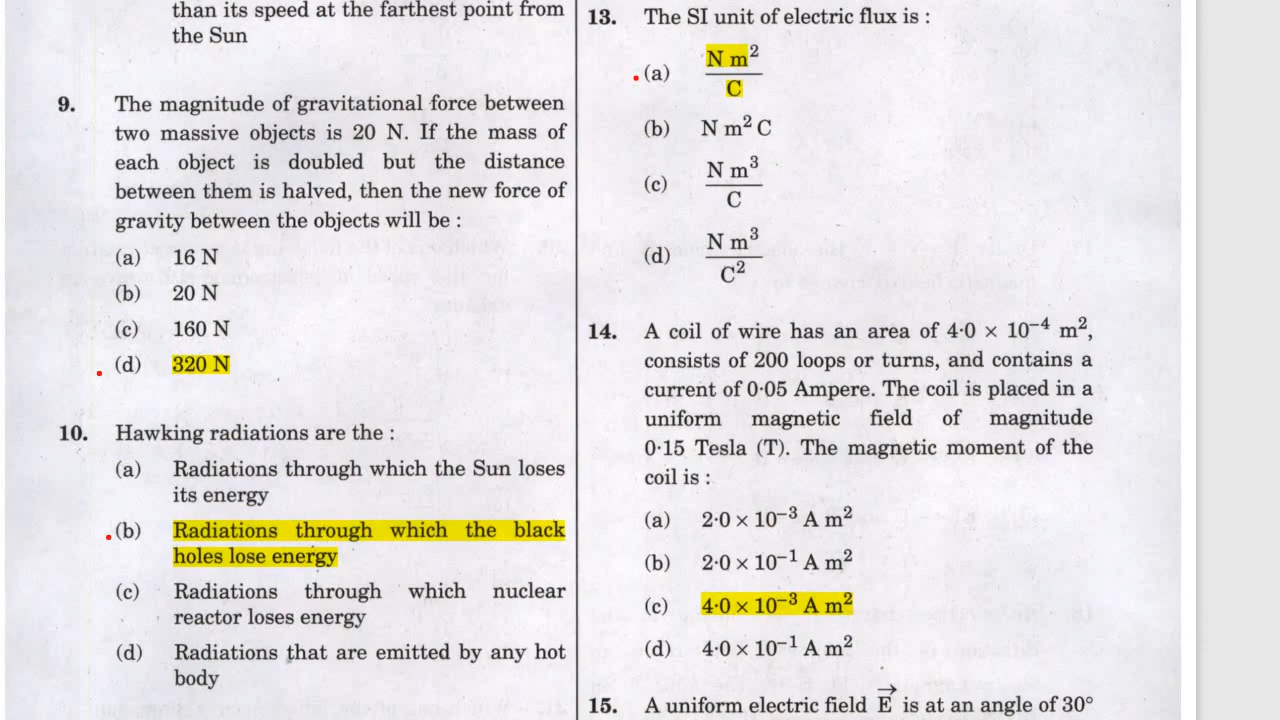 than its speed at the farthest point from
the Sun
9. The magnitude of gravitational force between
two massive objects is 20 N. If the mass of
each object is doubled but the distance
between them is halved, then the new force of
gravity between the objects will be :
(a) 16 N
(b) 20 N
(c) 160 N
(d) 320 N
10. Hawking radiations are the :
(a) Radiations through which the Sun loses
its energy
(b) Radiations through which the black
holes lose energy
(c) Radiations through which nuclear
reactor loses energy
(d) Radiations that are emitted by any hot
body
13. The SI unit of electric flux is :
(a) N m²
C
(b) N m² C
(c) N m³
C
(d) N m³
C²
14. A coil of wire has an area of 4·0 × 10⁻⁴ m²,
consists of 200 loops or turns, and contains a
current of 0·05 Ampere. The coil is placed in a
uniform magnetic field of magnitude
0·15 Tesla (T). The magnetic moment of the
coil is :
(a) 2·0 × 10⁻³ A m²
(b) 2·0 × 10⁻¹ A m²
(c) 4·0 × 10⁻³ A m²
(d) 4·0 × 10⁻¹ A m²
15. A uniform electric field E⃗ is at an angle of 30°